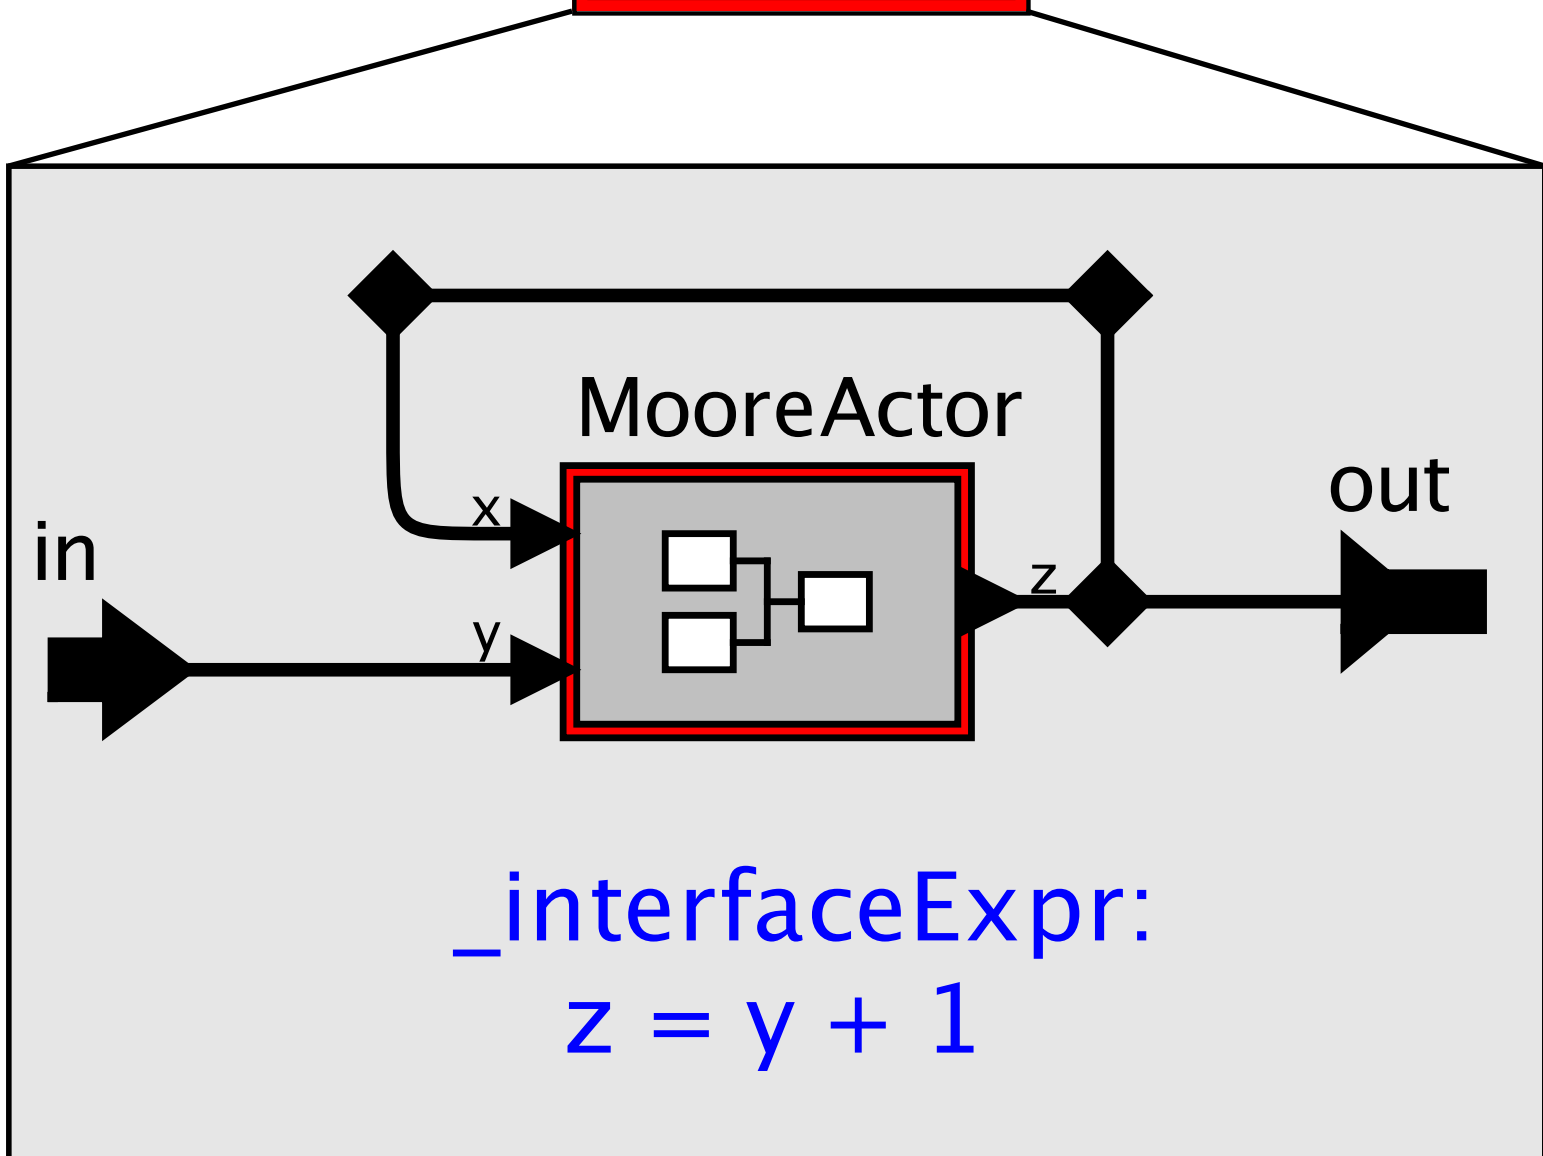 MooreActor
out
x
in
z
y
_interfaceExpr:
z = y + 1